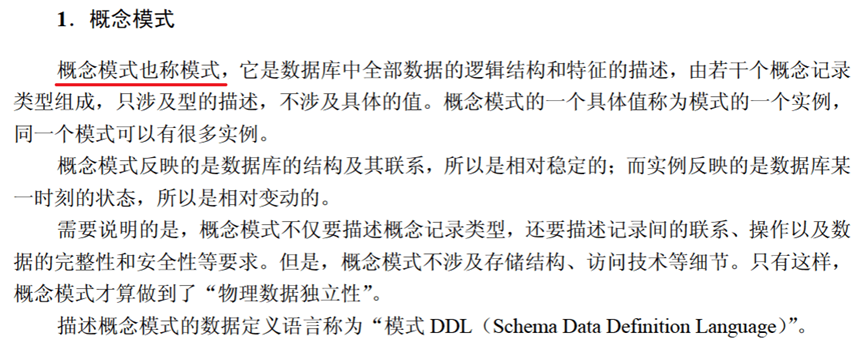 1．概念模式
概念模式也称模式，它是数据库中全部数据的逻辑结构和特征的描述，由若干个概念记录
类型组成，只涉及型的描述，不涉及具体的值。概念模式的一个具体值称为模式的一个实例，
同一个模式可以有很多实例。
概念模式反映的是数据库的结构及其联系，所以是相对稳定的；而实例反映的是数据库某
一时刻的状态，所以是相对变动的。
需要说明的是，概念模式不仅要描述概念记录类型，还要描述记录间的联系、操作以及数
据的完整性和安全性等要求。但是，概念模式不涉及存储结构、访问技术等细节。只有这样，
概念模式才算做到了“物理数据独立性”。
描述概念模式的数据定义语言称为“模式 DDL（Schema Data Definition Language）”。